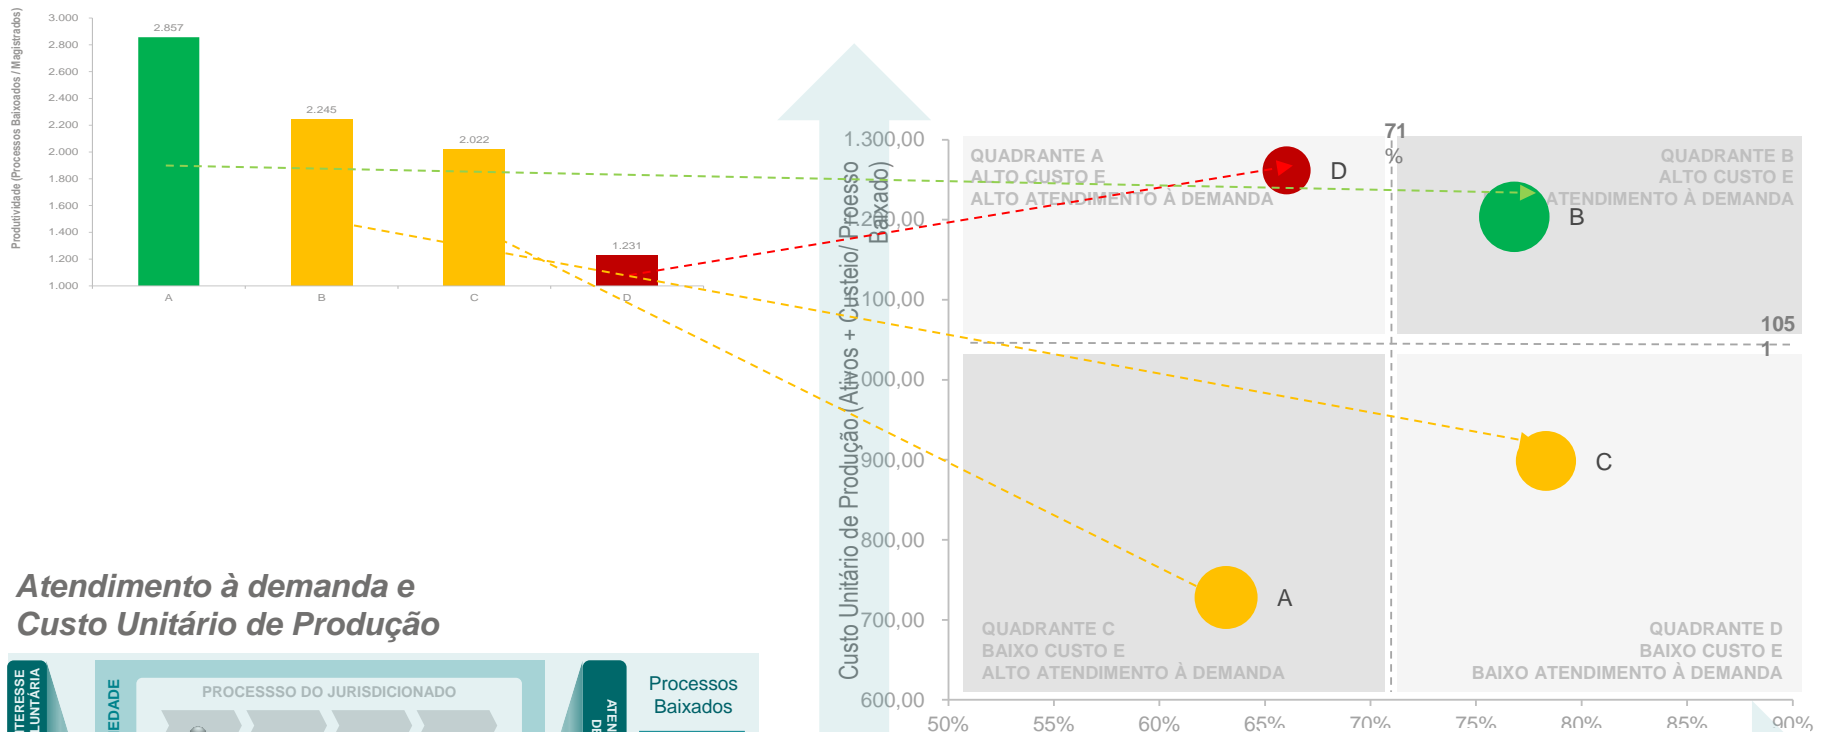 Produtividade (Processos Baixoados / Magistrados)
3.000
2.800
2.600
2.400
2.200
2.000
1.800
1.600
1.400
1.200
1.000
2.857
2.245
2.022
1.231
A
B
C
D
Custo Unitário de Produção (Ativos + Custeio/ Proesso
Baixado)
1.300,00
1.200,00
1.100,00
1.000,00
900,00
800,00
700,00
600,00
71
%
QUADRANTE A
ALTO CUSTO E
ALTO ATENDIMENTO À DEMANDA
D
QUADRANTE B
ALTO CUSTO E
ATENDIMENTO À DEMANDA
B
105
1
C
A
QUADRANTE C
BAIXO CUSTO E
ALTO ATENDIMENTO À DEMANDA
QUADRANTE D
BAIXO CUSTO E
BAIXO ATENDIMENTO À DEMANDA
50%
55%
60%
65%
70%
75%
80%
85%
90%
Atendimento à demanda e
Custo Unitário de Produção
PROCESSSO DO JURISDICIONADO
Processos
Baixados